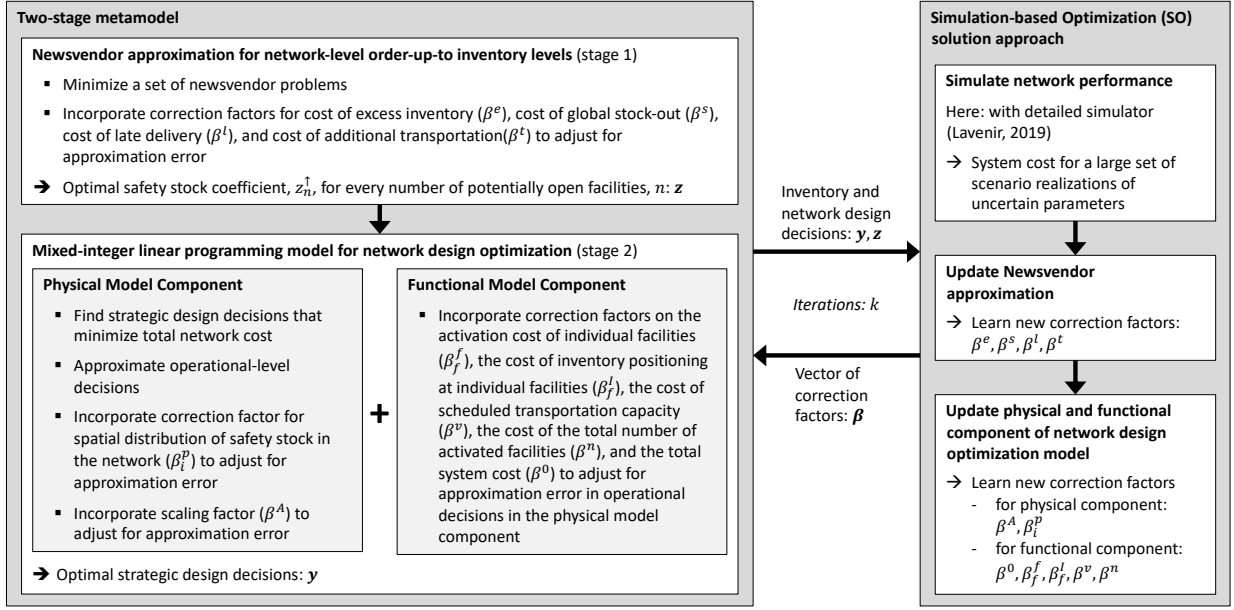 Two-stage metamodel
Newsvendor approximation for network-level order-up-to inventory levels (stage 1)
▪ Minimize a set of newsvendor problems
▪ Incorporate correction factors for cost of excess inventory (βᵉ), cost of global stock-out (βˢ),
cost of late delivery (βˡ), and cost of additional transportation(βᵗ) to adjust for
approximation error
➔ Optimal safety stock coefficient, z_n^↑, for every number of potentially open facilities, n: z
Mixed-integer linear programming model for network design optimization (stage 2)
Physical Model Component
▪ Find strategic design decisions that
minimize total network cost
▪ Approximate operational-level
decisions
▪ Incorporate correction factor for
spatial distribution of safety stock in
the network (β_i^p) to adjust for
approximation error
▪ Incorporate scaling factor (β^A) to
adjust for approximation error
+
Functional Model Component
▪ Incorporate correction factors on the
activation cost of individual facilities
(β_f^f), the cost of inventory positioning
at individual facilities (β_f^I), the cost of
scheduled transportation capacity
(β^v), the cost of the total number of
activated facilities (β^n), and the total
system cost (β^0) to adjust for
approximation error in operational
decisions in the physical model
component
➔ Optimal strategic design decisions: y
Inventory and
network design
decisions: y, z
Iterations: k
Vector of
correction
factors: β
Simulation-based Optimization (SO)
solution approach
Simulate network performance
Here: with detailed simulator
(Lavenir, 2019)
→ System cost for a large set of
scenario realizations of
uncertain parameters
Update Newsvendor
approximation
→ Learn new correction factors:
βᵉ, βˢ, βˡ, βᵗ
Update physical and functional
component of network design
optimization model
→ Learn new correction factors
- for physical component:
β^A, β_i^p
- for functional component:
β^0, β_f^f, β_f^I, β^v, β^n